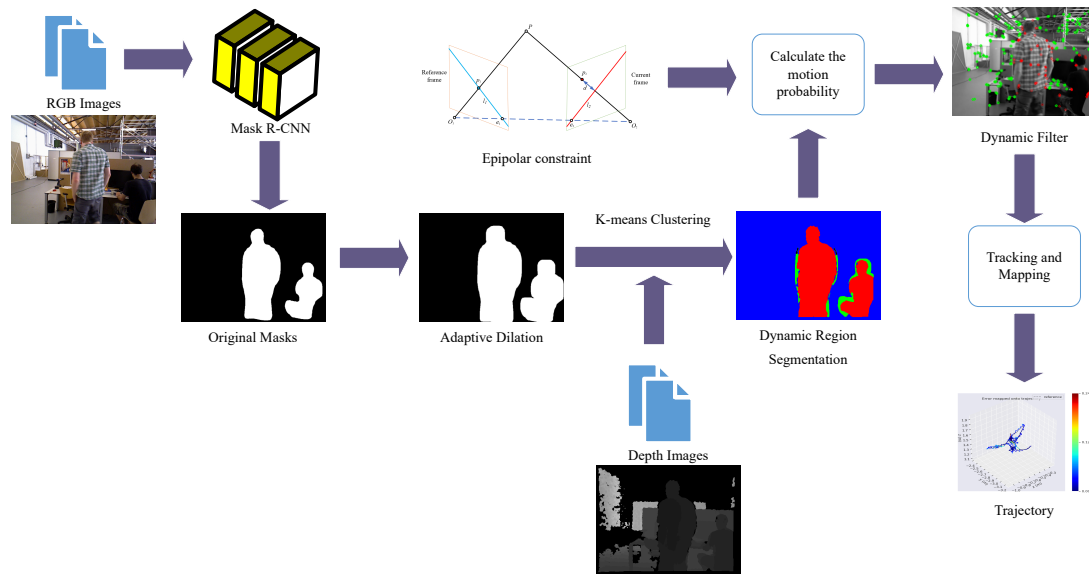 RGB Images
Mask R-CNN
Reference
frame
Current
frame
P
Epipolar constraint
Calculate the
motion
probability
Dynamic Filter
Original Masks
Adaptive Dilation
K-means Clustering
Dynamic Region
Segmentation
Tracking and
Mapping
Depth Images
Trajectory